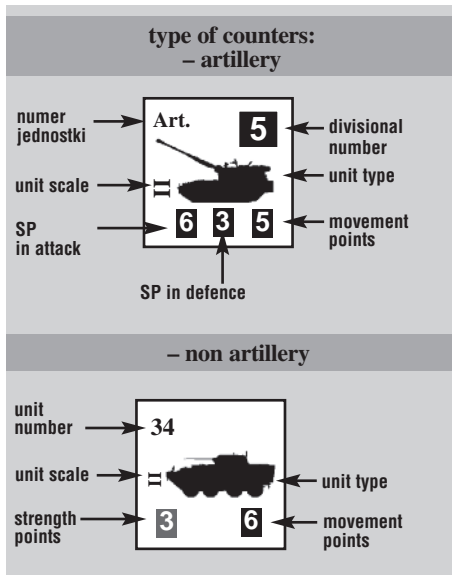 type of counters:
– artillery
numer
jednostki
Art.
5
divisional
number
unit scale
II
unit type
SP
in attack
6 3 5
movement
points
SP in defence
– non artillery
unit
number
34
unit scale
II
unit type
strength
points
3
6
movement
points